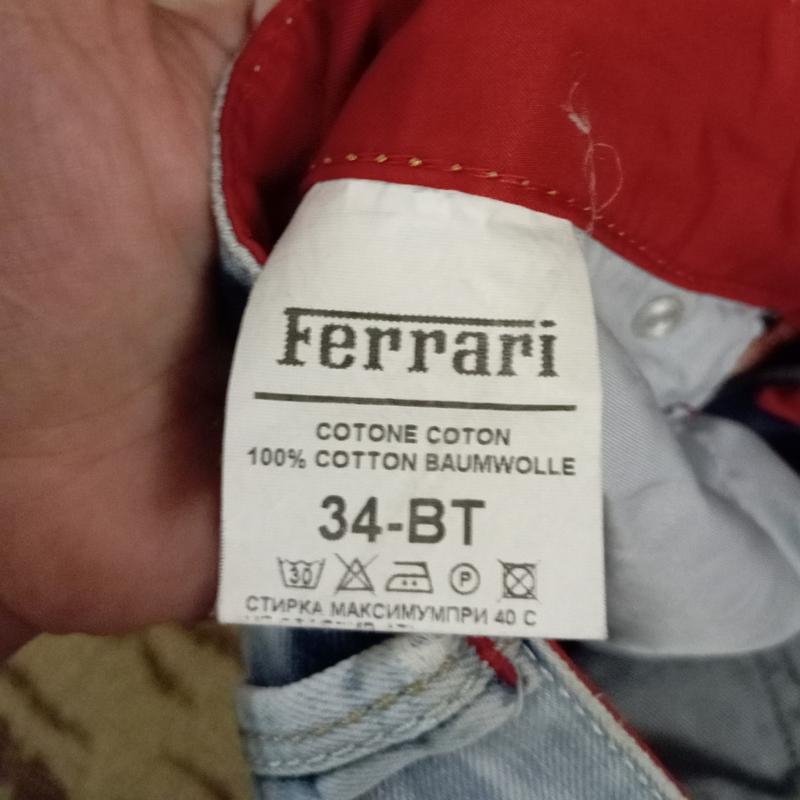 Ferrari
COTONE COTON
100% COTTON BAUMWOLLE
34-BT
30 P
СТИРКА МАКСИМУМПРИ 40 С